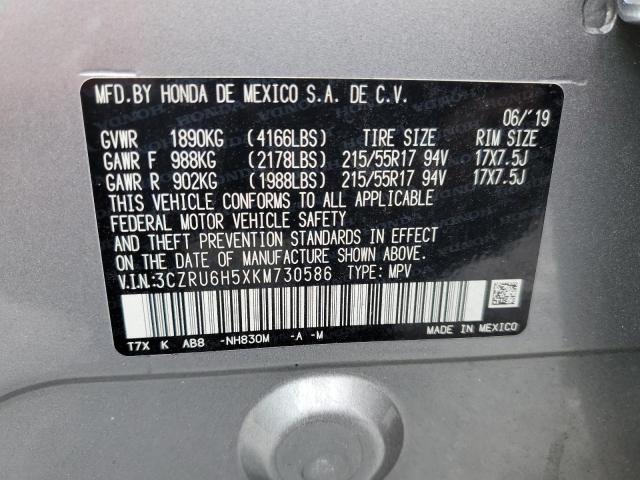 MFD.BY HONDA DE MEXICO S.A. DE C.V.
06/'19
GVWR 1890KG (4166LBS) TIRE SIZE RIM SIZE
GAWR F 988KG (2178LBS) 215/55R17 94V 17X7.5J
GAWR R 902KG (1988LBS) 215/55R17 94V 17X7.5J
THIS VEHICLE CONFORMS TO ALL APPLICABLE
FEDERAL MOTOR VEHICLE SAFETY
AND THEFT PREVENTION STANDARDS IN EFFECT
ON THE DATE OF MANUFACTURE SHOWN ABOVE.
V.I.N.:3CZRU6H5XKM730586 TYPE: MPV
T7X K AB8 -NH830M -A -M MADE IN MEXICO